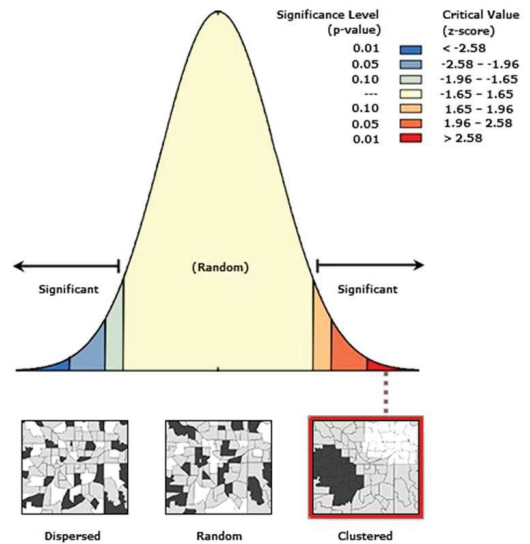 Significance Level Critical Value
(p-value) (z-score)
0.01 < -2.58
0.05 -2.58 – -1.96
0.10 -1.96 – -1.65
--- -1.65 – 1.65
0.10 1.65 – 1.96
0.05 1.96 – 2.58
0.01 > 2.58
(Random)
Significant Significant
Dispersed Random Clustered